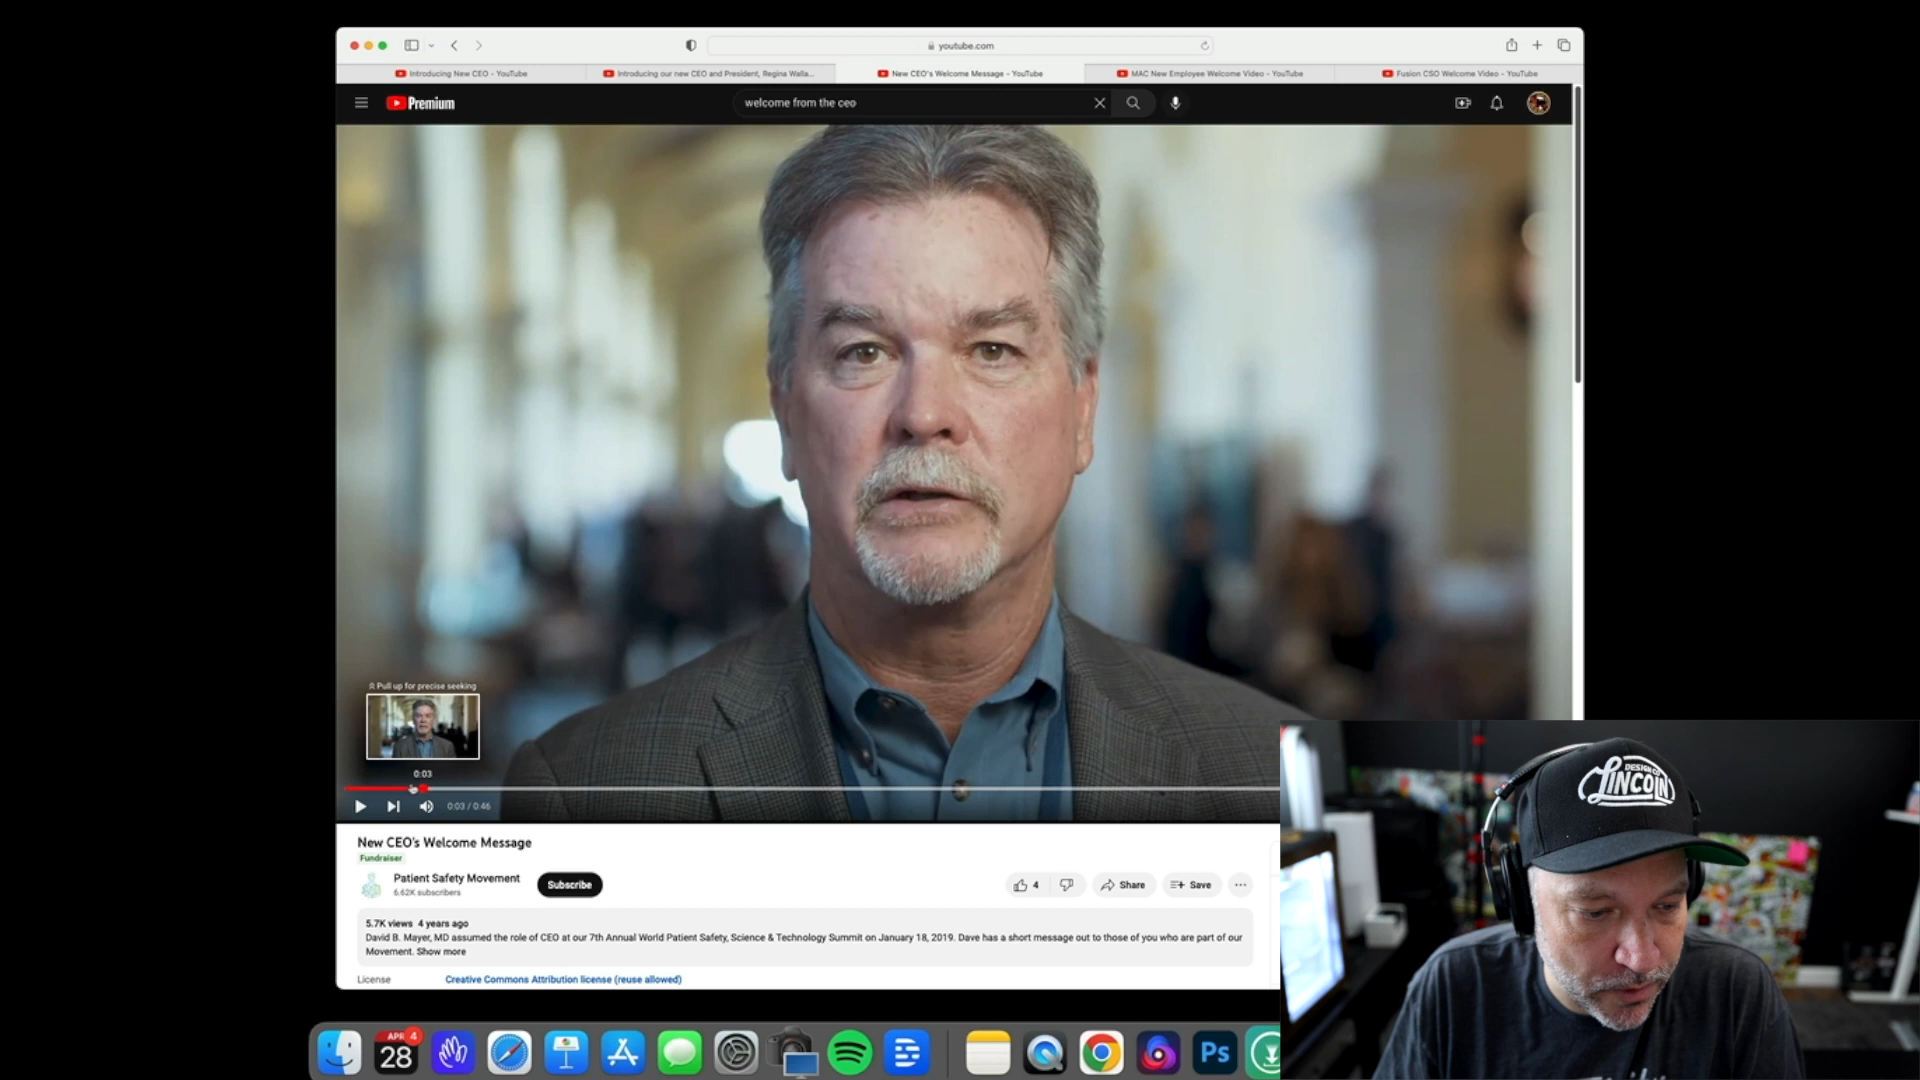 youtube.com
Introducing New CEO - YouTube
Introducing our new CEO and President, Regina Walla...
New CEO's Welcome Message - YouTube
MAC New Employee Welcome Video - YouTube
Fusion CSO Welcome Video - YouTube
Premium
welcome from the ceo
Pull up for precise seeking
0:03
0:03 / 0:46
New CEO's Welcome Message
Fundraiser
Patient Safety Movement
6.62K subscribers
Subscribe
4
Share
Save
5.7K views 4 years ago
David B. Mayer, MD assumed the role of CEO at our 7th Annual World Patient Safety, Science & Technology Summit on January 18, 2019. Dave has a short message out to those of you who are part of our
Movement. Show more
License
Creative Commons Attribution license (reuse allowed)
DESIGN CO
LINCOLN
APR
4
28
Ps